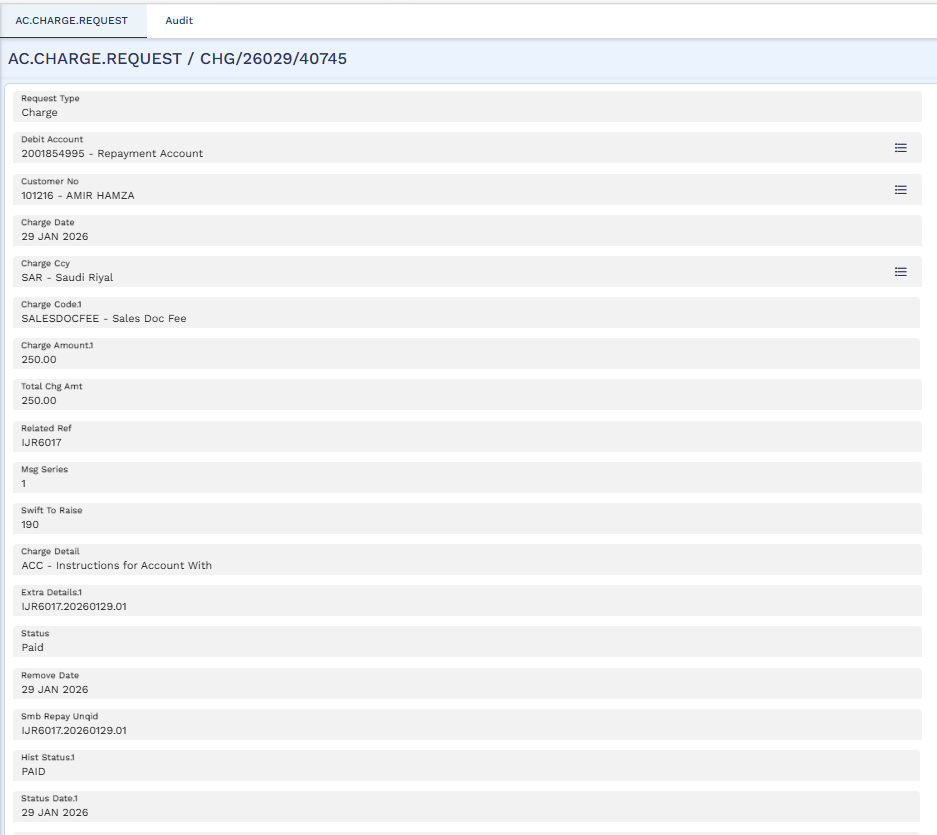 AC.CHARGE.REQUEST Audit
AC.CHARGE.REQUEST / CHG/26029/40745
Request Type
Charge
Debit Account
2001854995 - Repayment Account
Customer No
101216 - AMIR HAMZA
Charge Date
29 JAN 2026
Charge Ccy
SAR - Saudi Riyal
Charge Code.1
SALESDOCFEE - Sales Doc Fee
Charge Amount.1
250.00
Total Chg Amt
250.00
Related Ref
IJR6017
Msg Series
1
Swift To Raise
190
Charge Detail
ACC - Instructions for Account With
Extra Details.1
IJR6017.20260129.01
Status
Paid
Remove Date
29 JAN 2026
Smb Repay Unqid
IJR6017.20260129.01
Hist Status.1
PAID
Status Date.1
29 JAN 2026